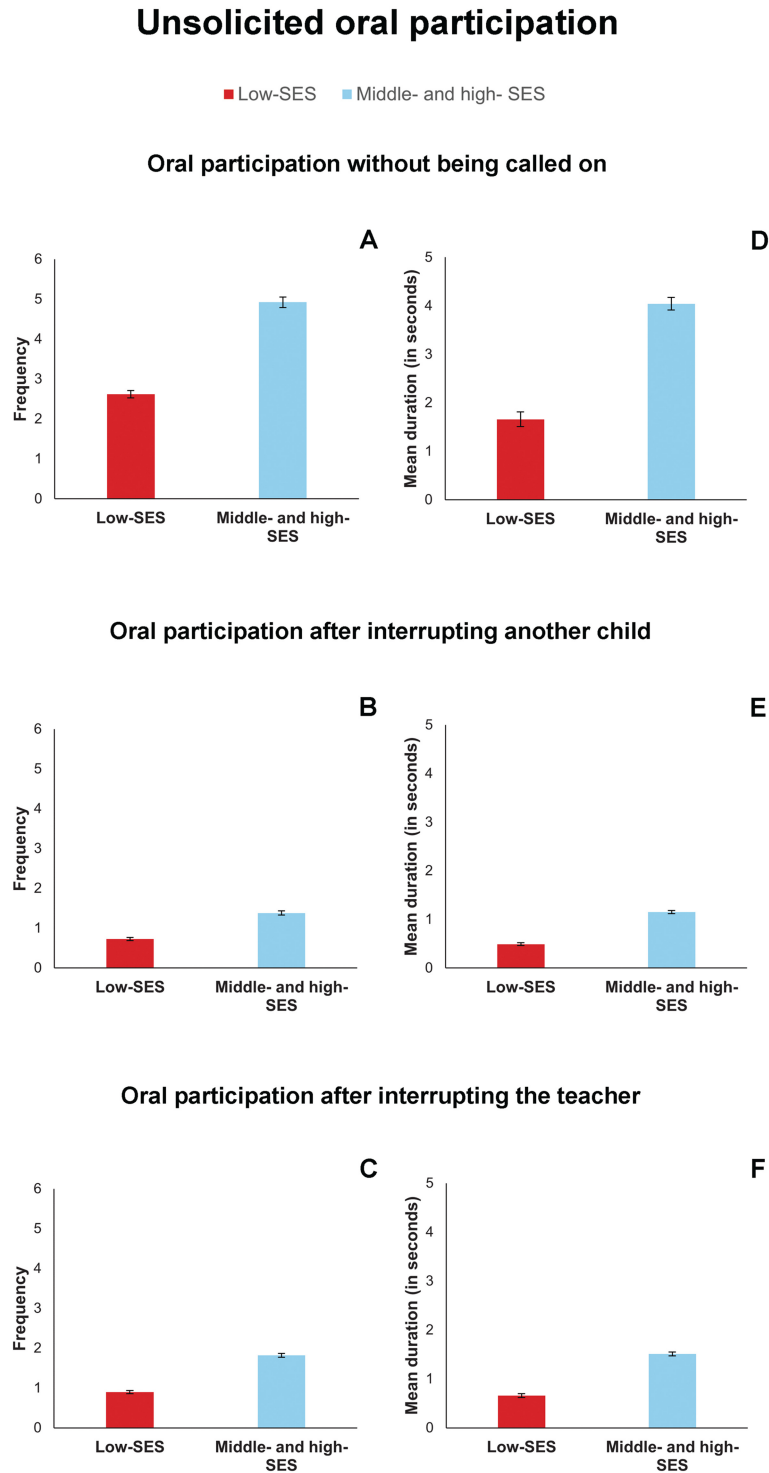 Unsolicited oral participation
Low-SES Middle- and high- SES
Oral participation without being called on
A
Frequency
6
5
4
3
2
1
0
Low-SES Middle- and high-
SES
D
Mean duration (in seconds)
5
4
3
2
1
0
Low-SES Middle- and high-
SES
Oral participation after interrupting another child
B
Frequency
6
5
4
3
2
1
0
Low-SES Middle- and high-
SES
E
Mean duration (in seconds)
5
4
3
2
1
0
Low-SES Middle- and high-
SES
Oral participation after interrupting the teacher
C
Frequency
6
5
4
3
2
1
0
Low-SES Middle- and high-
SES
F
Mean duration (in seconds)
5
4
3
2
1
0
Low-SES Middle- and high-
SES